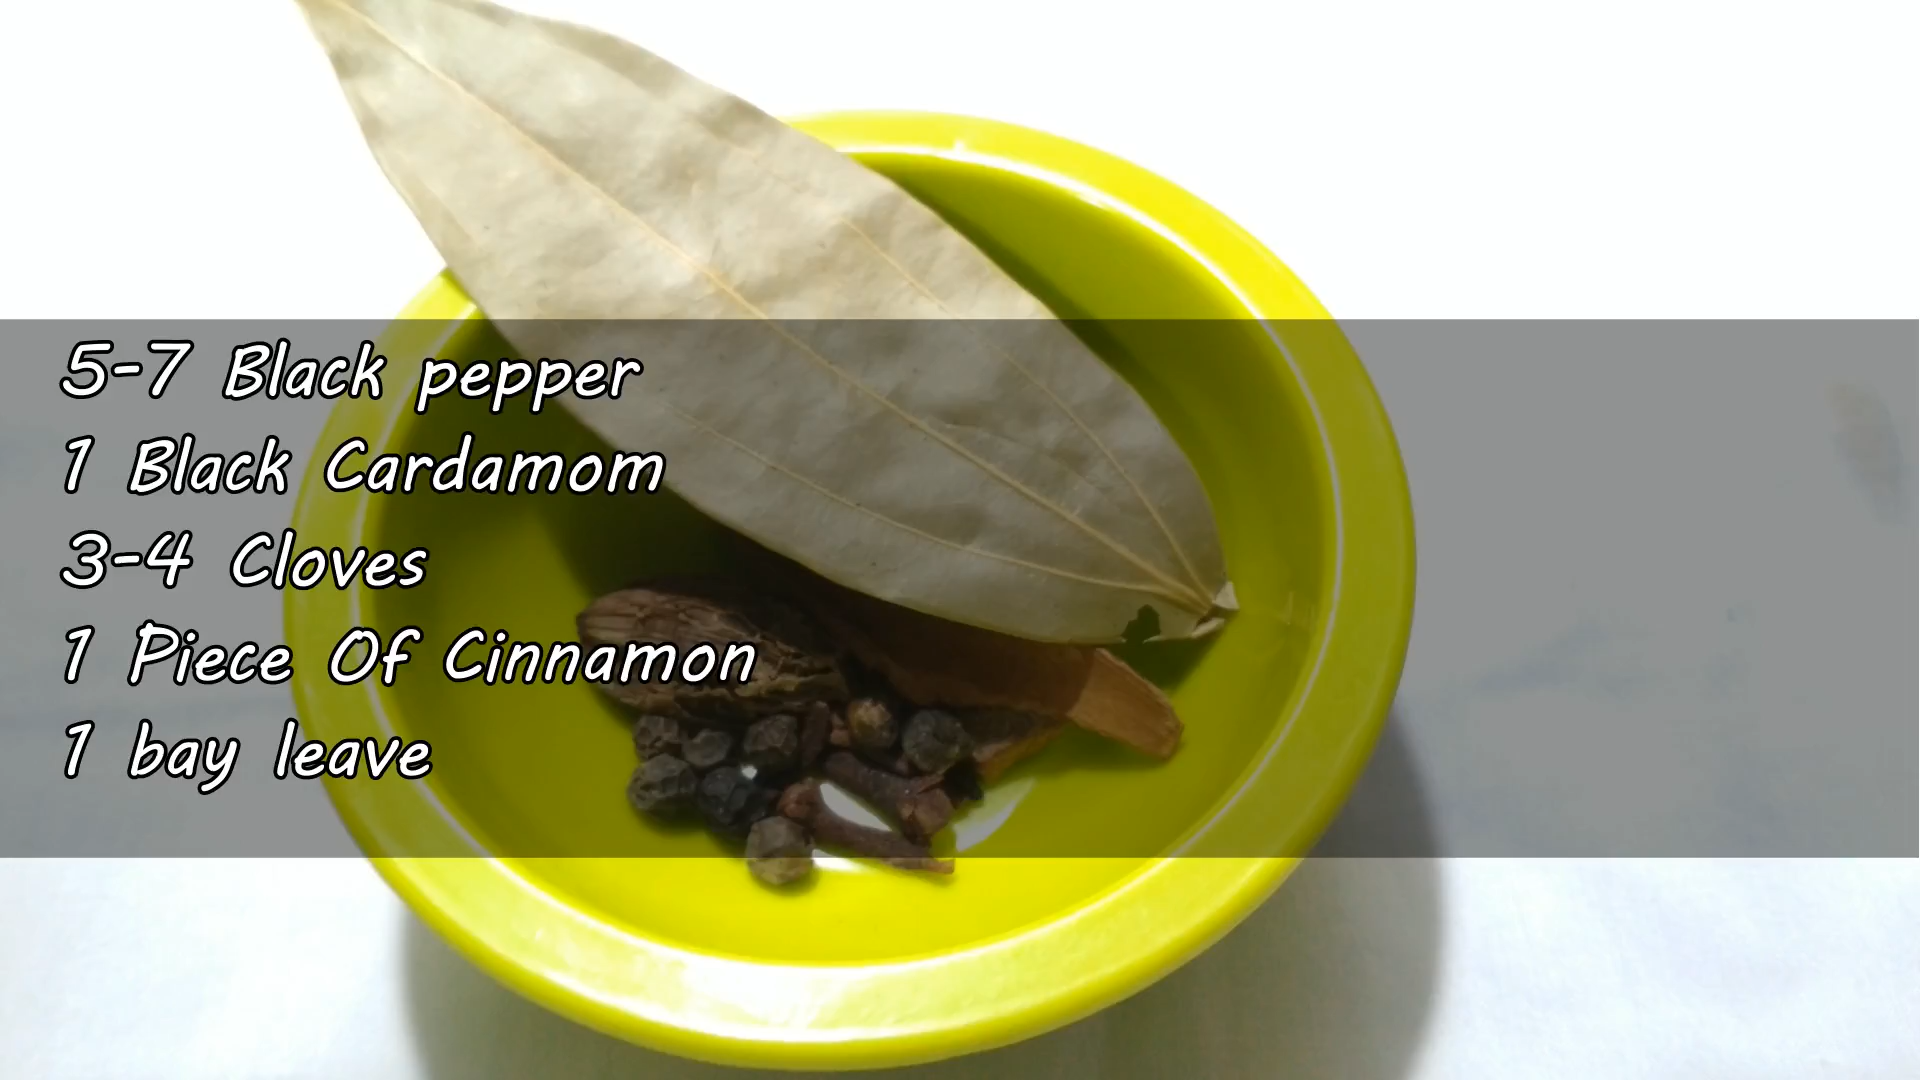 5-7 Black pepper
1 Black Cardamom
3-4 Cloves
1 Piece Of Cinnamon
1 bay leave